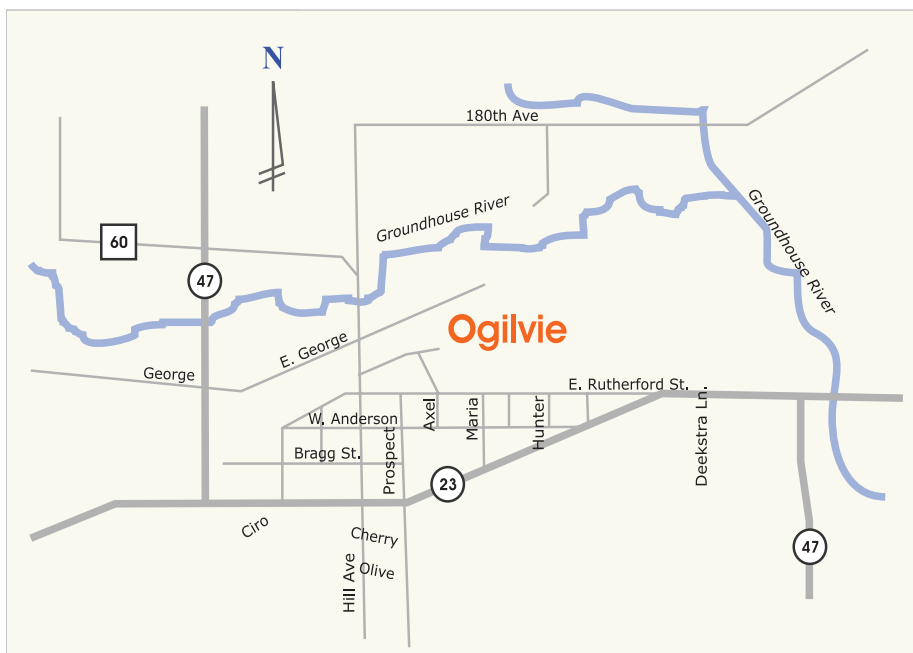 N
180th Ave
Groundhouse River
Groundhouse River
60
47
Ogilvie
E. George
George
E. Rutherford St.
W. Anderson
Axel
Maria
Hunter
Deekstra Ln.
Prospect
Bragg St.
23
Ciro
Cherry
Olive
Hill Ave
47